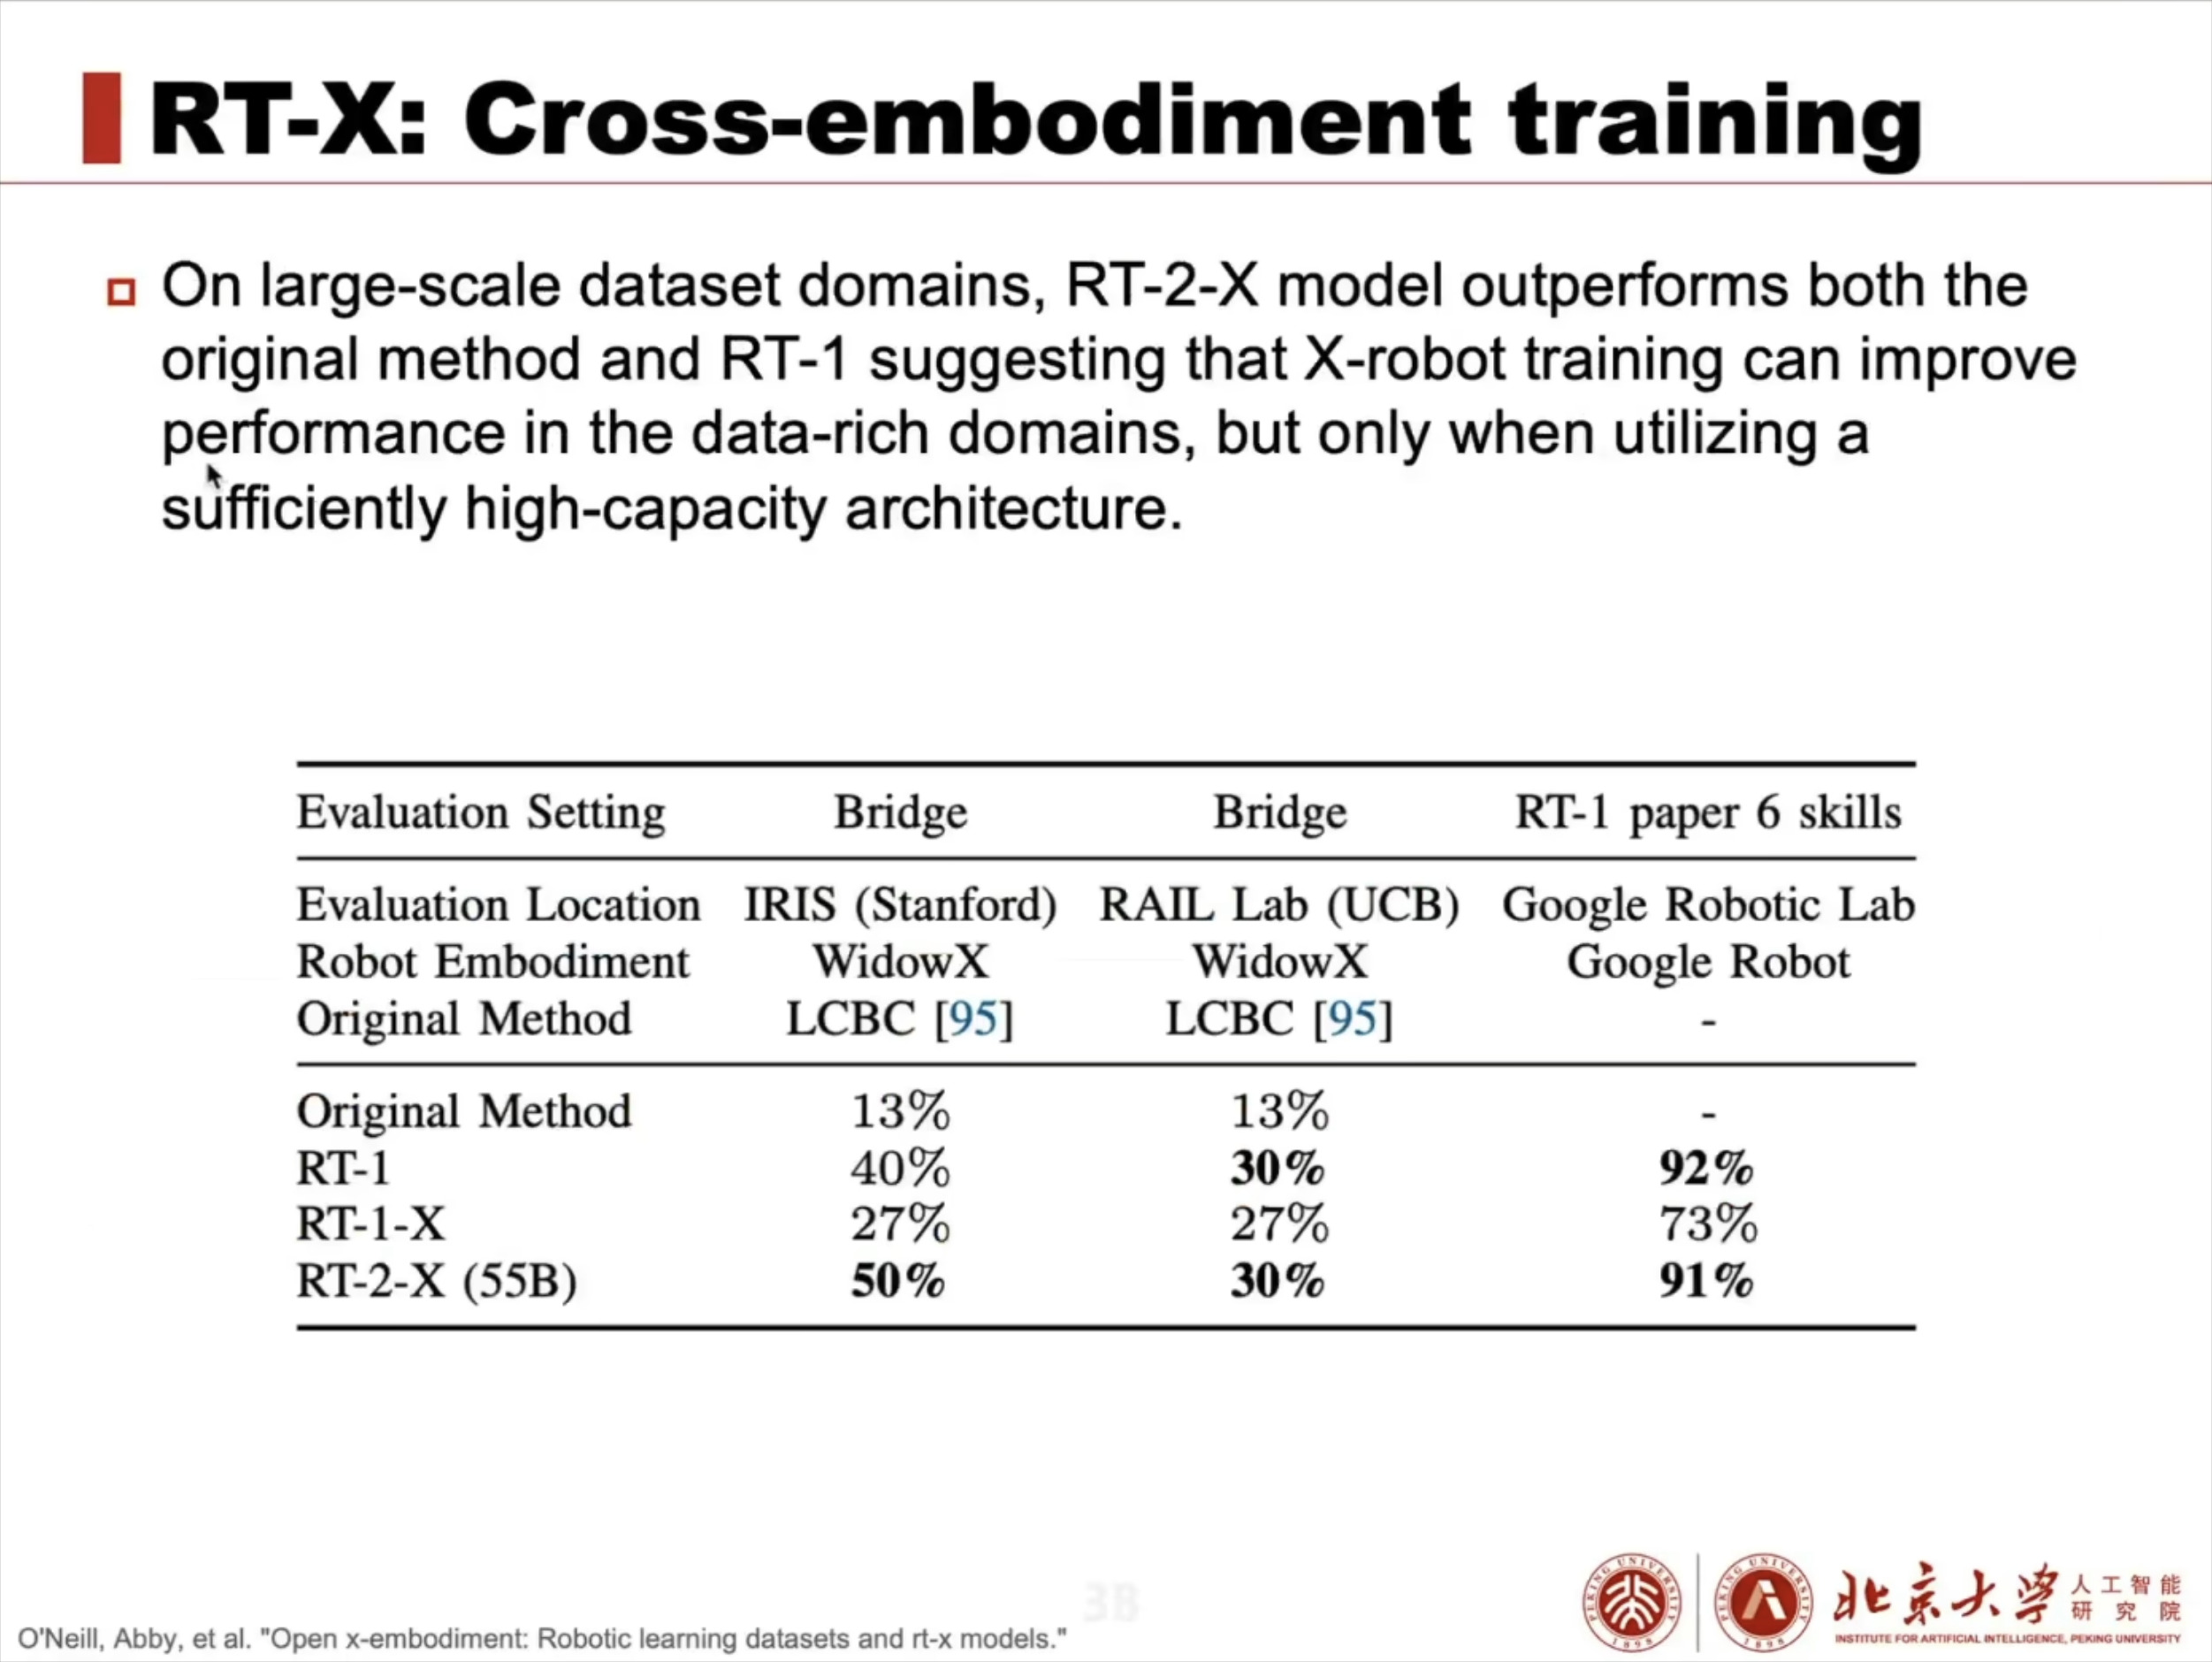 RT-X: Cross-embodiment training
On large-scale dataset domains, RT-2-X model outperforms both the
original method and RT-1 suggesting that X-robot training can improve
performance in the data-rich domains, but only when utilizing a
sufficiently high-capacity architecture.
Evaluation Setting Bridge Bridge RT-1 paper 6 skills
Evaluation Location IRIS (Stanford) RAIL Lab (UCB) Google Robotic Lab
Robot Embodiment WidowX WidowX Google Robot
Original Method LCBC [95] LCBC [95] -
Original Method 13% 13% -
RT-1 40% 30% 92%
RT-1-X 27% 27% 73%
RT-2-X (55B) 50% 30% 91%
O'Neill, Abby, et al. "Open x-embodiment: Robotic learning datasets and rt-x models."
PEKING UNIVERSITY
1898
PEKING UNIVERSITY
1898
北京大学
人工智能
研究院
INSTITUTE FOR ARTIFICIAL INTELLIGENCE, PEKING UNIVERSITY